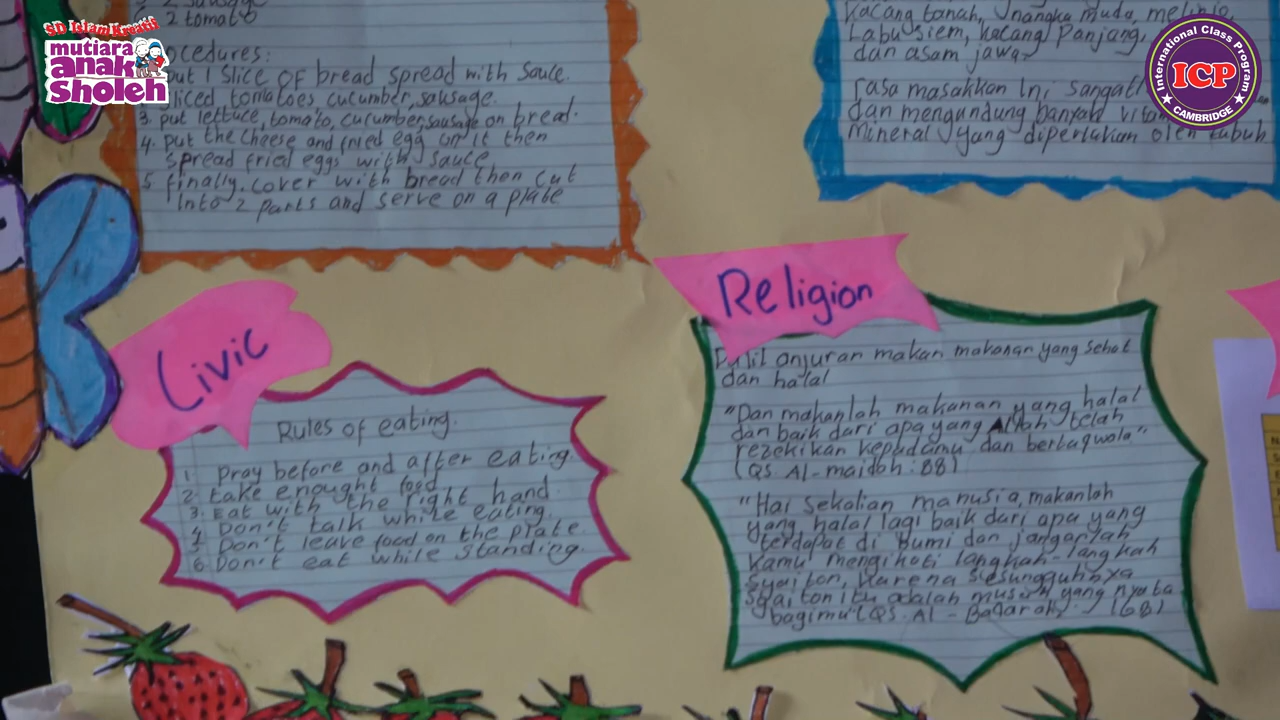 SD Islam Kreatif
mutiara
anak
Sholeh
International Class Program
ICP
CAMBRIDGE
2 sausage
2 tomato
ocedures:
put 1 slice of bread spread with sauce.
sliced tomatoes cucumber, sausage.
3. put lettuce, tomato, cucumber, sausage on bread.
4. put the cheese and fried egg on it then
spread fried eggs with sauce
5 finally, cover with bread then cut
Into 2 parts and serve on a plate
kacang tanah, nangka muda, melinjo,
Labu siem, kacang panjang,
dan asam jawa.
rasa masakkan Ini, sangat
dan mengundung banyak
mineral yang diperlukan oleh tubuh
Civic
Rules of eating.
1. Pray before and after eating.
2. take enought food
3. Eat with the right hand.
4 Don't talk while eating.
5 Don't leave food on the plate.
6 Don't eat while standing.
Religion
Dalil anjuran makan makanan yang sehat
dan halal
"Dan makanlah makanan yang halal
dan baik dari apa yang Allah telah
rezekikan kepadamu dan bertaqwala"
(QS. Al-maidah : 88)
"Hai sekalian manusia, makanlah
yang halal lagi baik dari apa yang
terdapat di bumi dan janganlah
kamu mengikoti langkah-langkah
syaiton, karena sesungguhnya
syaiton itu adalah musuh yang nyata
bagimu" (QS. Al - Baqarah : 168)